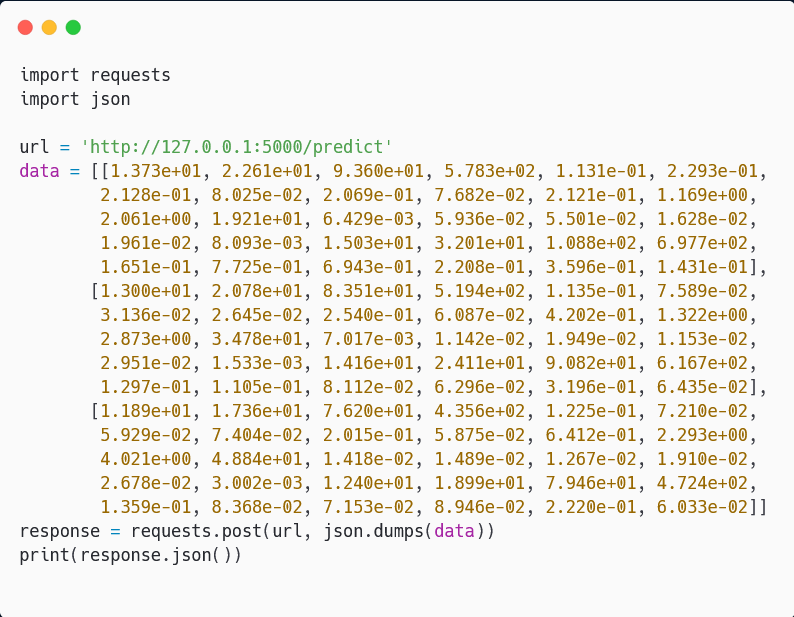 import requests
import json

url = 'http://127.0.0.1:5000/predict'
data = [[1.373e+01, 2.261e+01, 9.360e+01, 5.783e+02, 1.131e-01, 2.293e-01,
        2.128e-01, 8.025e-02, 2.069e-01, 7.682e-02, 2.121e-01, 1.169e+00,
        2.061e+00, 1.921e+01, 6.429e-03, 5.936e-02, 5.501e-02, 1.628e-02,
        1.961e-02, 8.093e-03, 1.503e+01, 3.201e+01, 1.088e+02, 6.977e+02,
        1.651e-01, 7.725e-01, 6.943e-01, 2.208e-01, 3.596e-01, 1.431e-01],
       [1.300e+01, 2.078e+01, 8.351e+01, 5.194e+02, 1.135e-01, 7.589e-02,
        3.136e-02, 2.645e-02, 2.540e-01, 6.087e-02, 4.202e-01, 1.322e+00,
        2.873e+00, 3.478e+01, 7.017e-03, 1.142e-02, 1.949e-02, 1.153e-02,
        2.951e-02, 1.533e-03, 1.416e+01, 2.411e+01, 9.082e+01, 6.167e+02,
        1.297e-01, 1.105e-01, 8.112e-02, 6.296e-02, 3.196e-01, 6.435e-02],
       [1.189e+01, 1.736e+01, 7.620e+01, 4.356e+02, 1.225e-01, 7.210e-02,
        5.929e-02, 7.404e-02, 2.015e-01, 5.875e-02, 6.412e-01, 2.293e+00,
        4.021e+00, 4.884e+01, 1.418e-02, 1.489e-02, 1.267e-02, 1.910e-02,
        2.678e-02, 3.002e-03, 1.240e+01, 1.899e+01, 7.946e+01, 4.724e+02,
        1.359e-01, 8.368e-02, 7.153e-02, 8.946e-02, 2.220e-01, 6.033e-02]]
response = requests.post(url, json.dumps(data))
print(response.json())